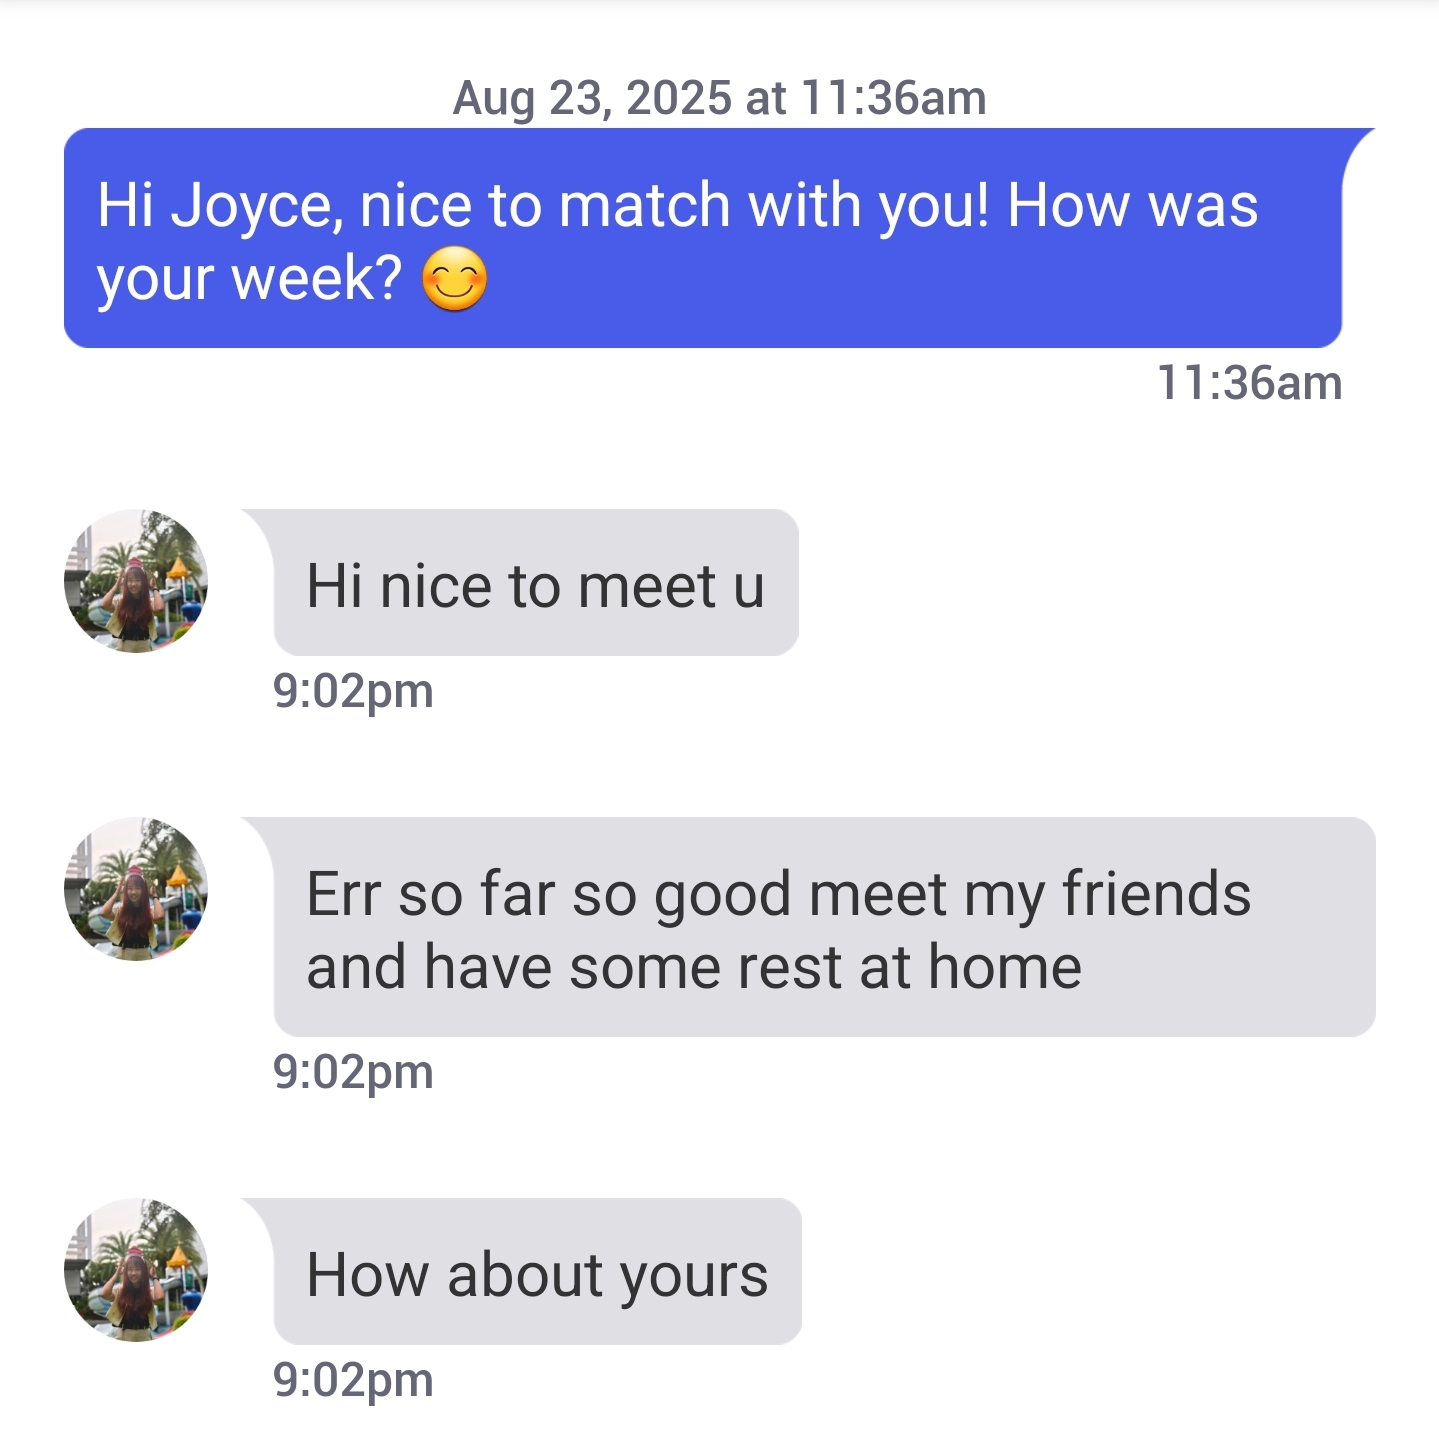 Aug 23, 2025 at 11:36am
Hi Joyce, nice to match with you! How was
your week? 😊
11:36am
Hi nice to meet u
9:02pm
Err so far so good meet my friends
and have some rest at home
9:02pm
How about yours
9:02pm